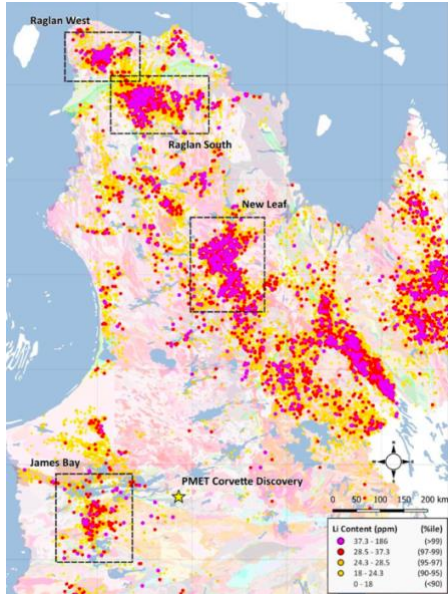 Raglan West
Raglan South
New Leaf
James Bay
PMET Corvette Discovery
0 50 100 150 200 km
Li Content (ppm) (%ile)
37.3 - 186 (>99)
28.5 - 37.3 (97-99)
24.3 - 28.5 (95-97)
18 - 24.3 (90-95)
0 - 18 (<90)